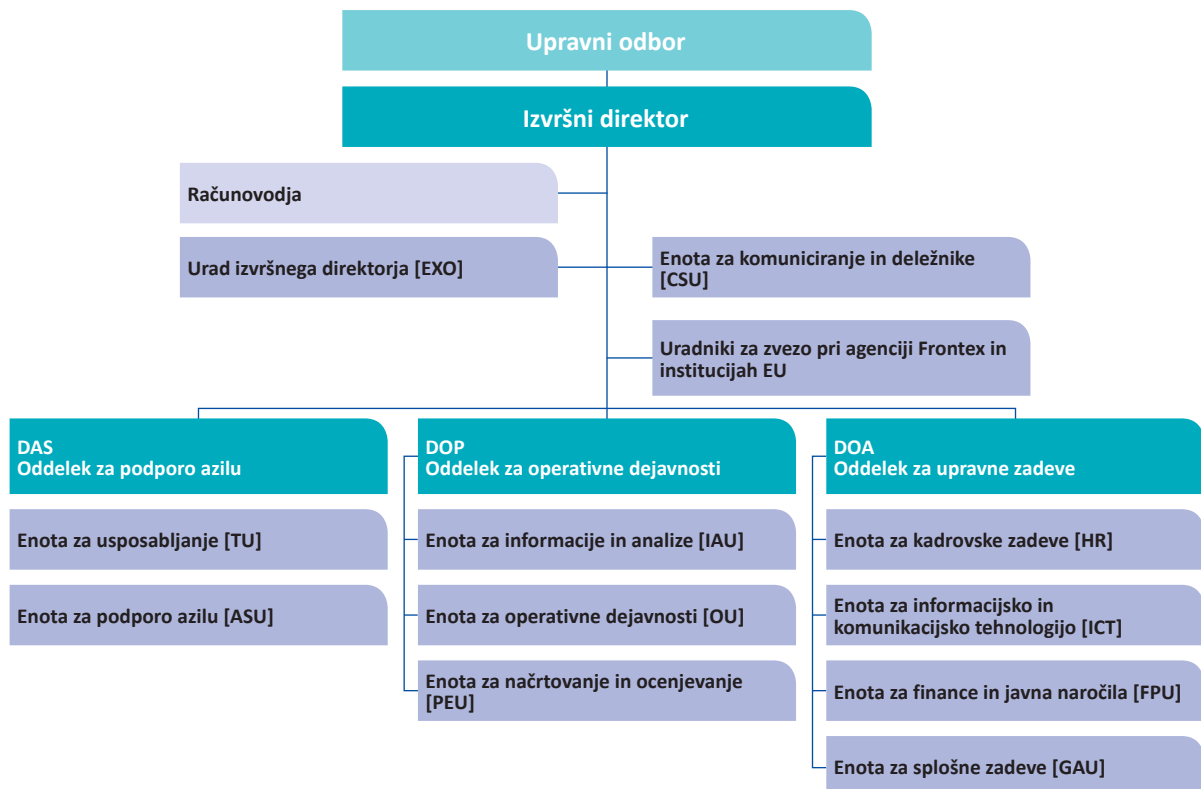 Upravni odbor
Izvršni direktor
Računovodja
Urad izvršnega direktorja [EXO]
Enota za komuniciranje in deležnike
[CSU]
Uradniki za zvezo pri agenciji Frontex in
institucijah EU
DAS
Oddelek za podporo azilu
Enota za usposabljanje [TU]
Enota za podporo azilu [ASU]
DOP
Oddelek za operativne dejavnosti
Enota za informacije in analize [IAU]
Enota za operativne dejavnosti [OU]
Enota za načrtovanje in ocenjevanje
[PEU]
DOA
Oddelek za upravne zadeve
Enota za kadrovske zadeve [HR]
Enota za informacijsko in
komunikacijsko tehnologijo [ICT]
Enota za finance in javna naročila [FPU]
Enota za splošne zadeve [GAU]